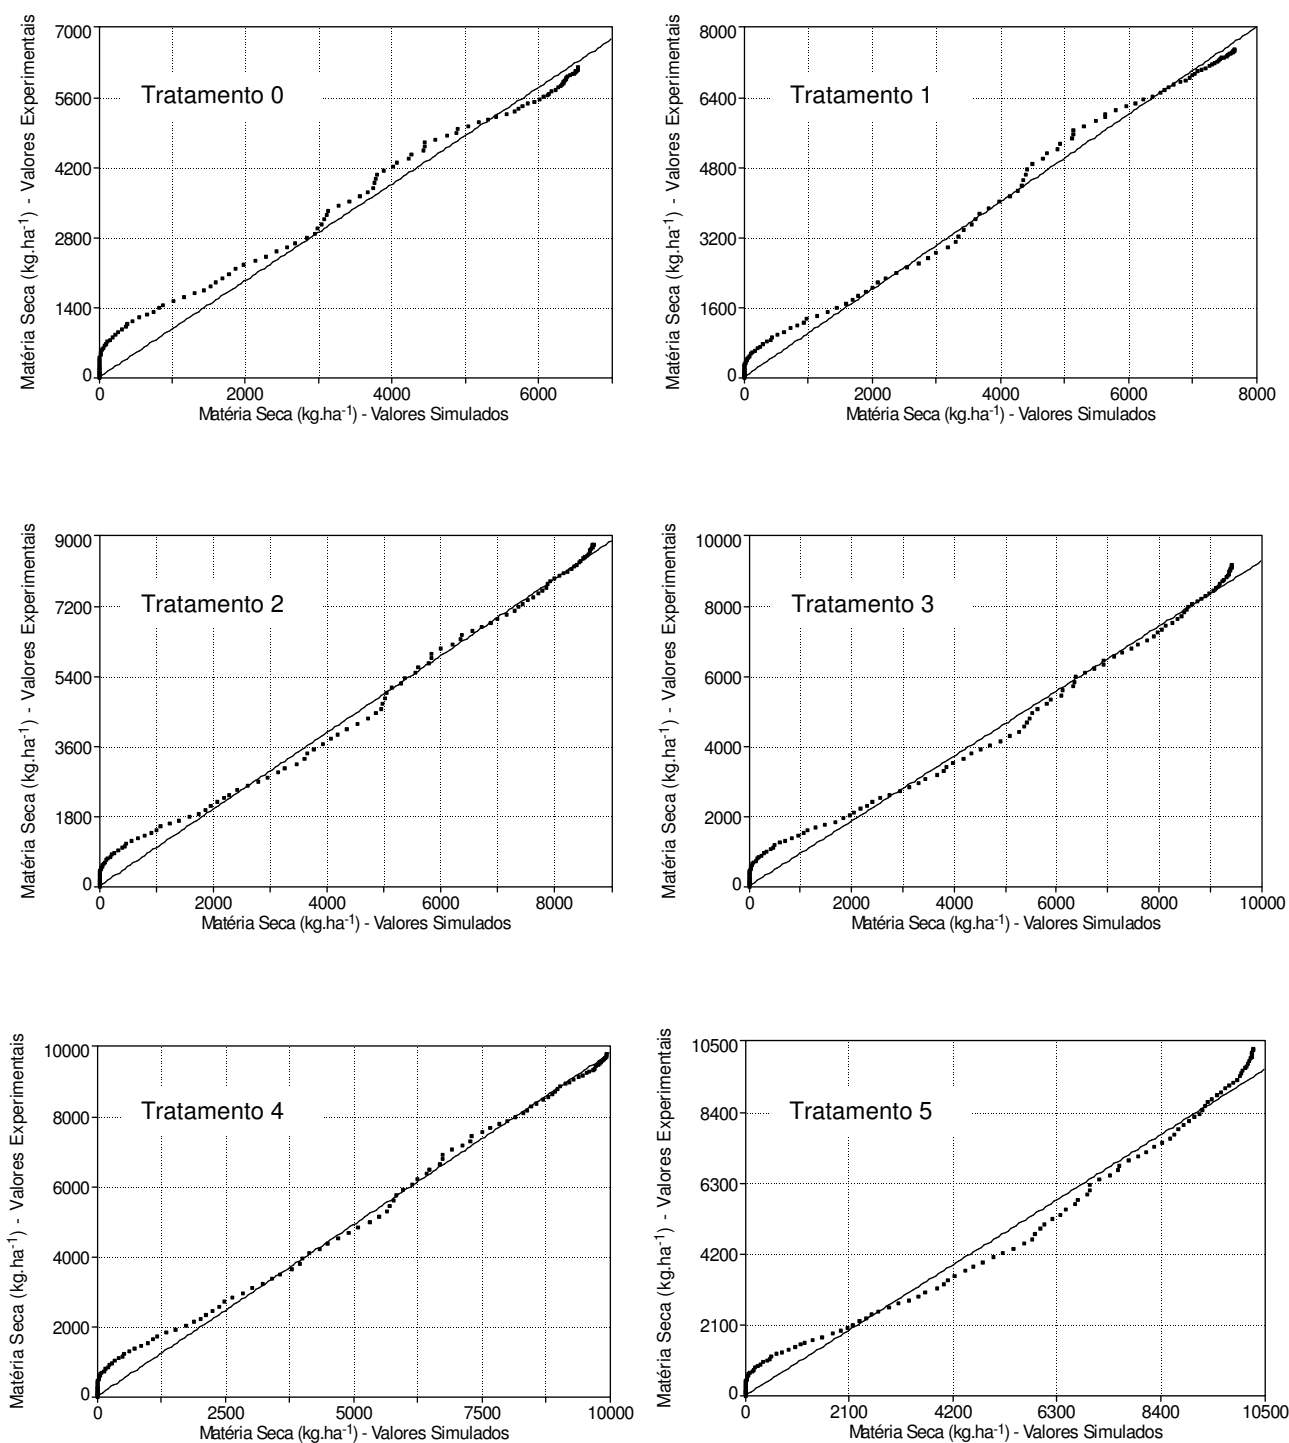 Matéria Seca (kg.ha-1) - Valores Experimentais
7000
5600
4200
2800
1400
0
Tratamento 0
0 2000 4000 6000
Matéria Seca (kg.ha-1) - Valores Simulados
Matéria Seca (kg.ha-1) - Valores Experimentais
8000
6400
4800
3200
1600
0
Tratamento 1
0 2000 4000 6000 8000
Matéria Seca (kg.ha-1) - Valores Simulados
Matéria Seca (kg.ha-1) - Valores Experimentais
9000
7200
5400
3600
1800
0
Tratamento 2
0 2000 4000 6000 8000
Matéria Seca (kg.ha-1) - Valores Simulados
Matéria Seca (kg.ha-1) - Valores Experimentais
10000
8000
6000
4000
2000
0
Tratamento 3
0 2000 4000 6000 8000 10000
Matéria Seca (kg.ha-1) - Valores Simulados
Matéria Seca (kg.ha-1) - Valores Experimentais
10000
8000
6000
4000
2000
0
Tratamento 4
0 2500 5000 7500 10000
Matéria Seca (kg.ha-1) - Valores Simulados
Matéria Seca (kg.ha-1) - Valores Experimentais
10500
8400
6300
4200
2100
0
Tratamento 5
0 2100 4200 6300 8400 10500
Matéria Seca (kg.ha-1) - Valores Simulados